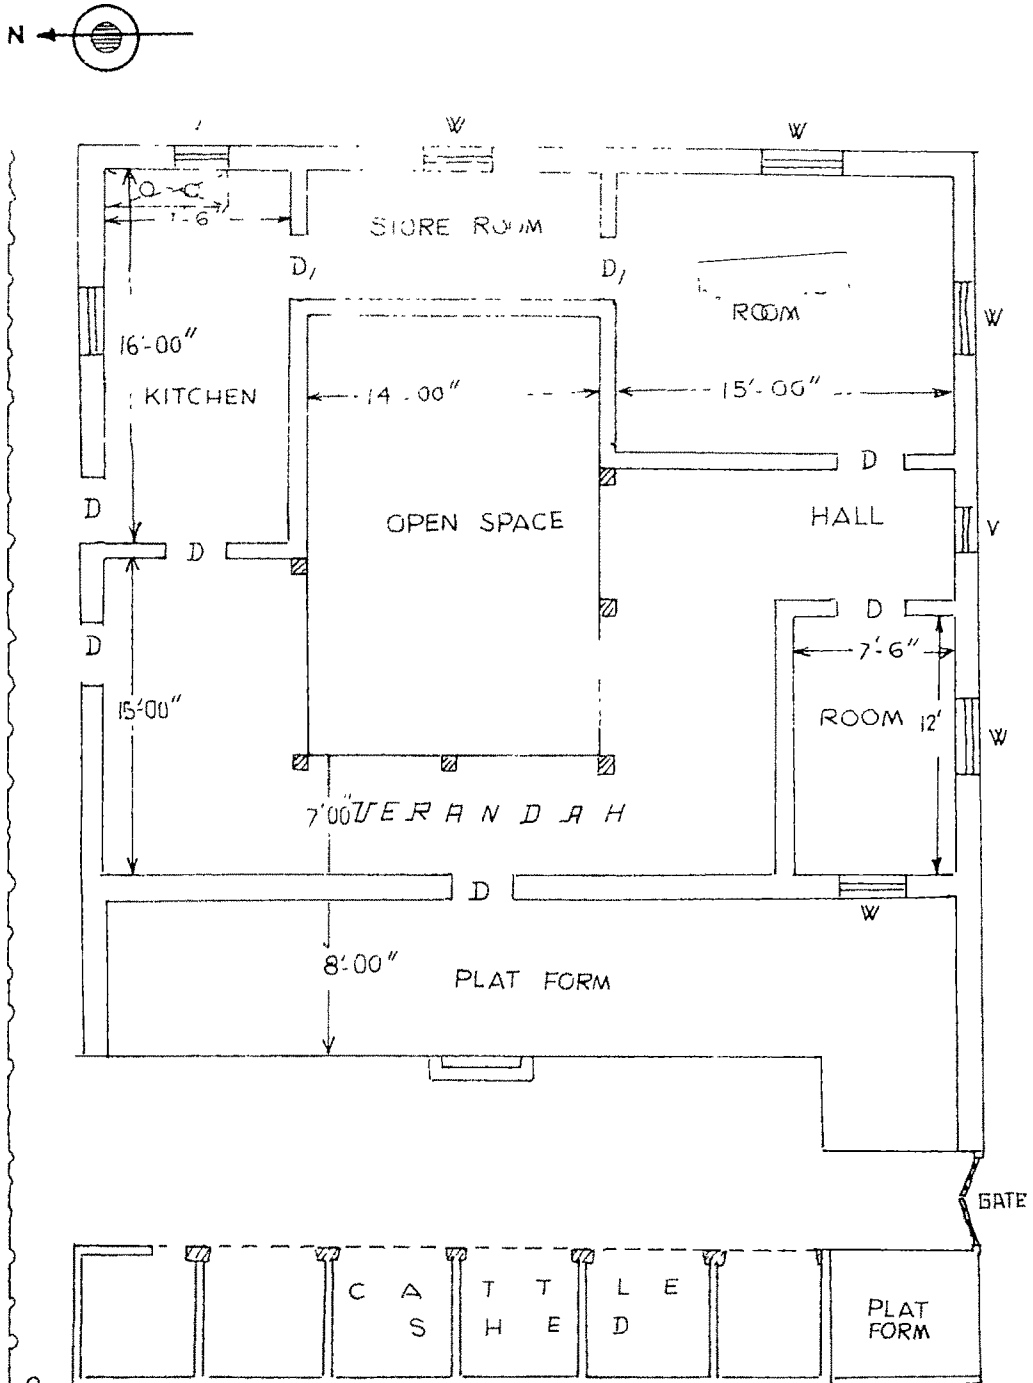 N
W
W
STORE ROOM
D
D
16'-00"
ROOM
W
KITCHEN
14-00"
15'-00"
D
D
OPEN SPACE
HALL
V
D
D
D
7'-6"
15'-00"
ROOM
12'
W
7'00"
VERANDAH
D
W
8'-00"
PLAT FORM
GATE
CATTLE
SHED
PLAT
FORM